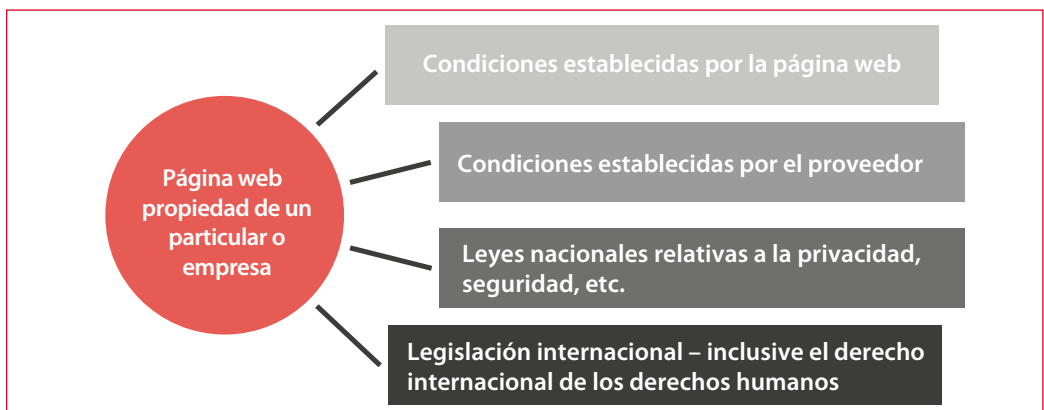 Condiciones establecidas por la página web
Condiciones establecidas por el proveedor
Página web
propiedad de un
particular o
empresa
Leyes nacionales relativas a la privacidad,
seguridad, etc.
Legislación internacional – inclusive el derecho
internacional de los derechos humanos